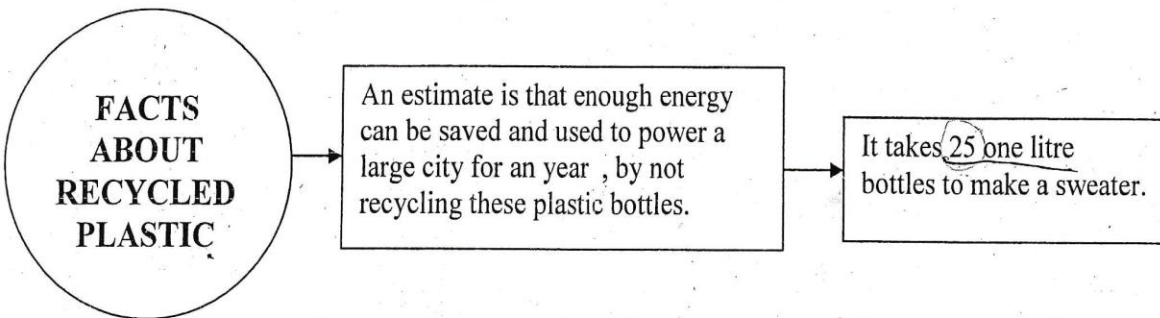 FACTS
ABOUT
RECYCLED
PLASTIC
An estimate is that enough energy
can be saved and used to power a
large city for an year , by not
recycling these plastic bottles.
It takes 25 one litre
bottles to make a sweater.